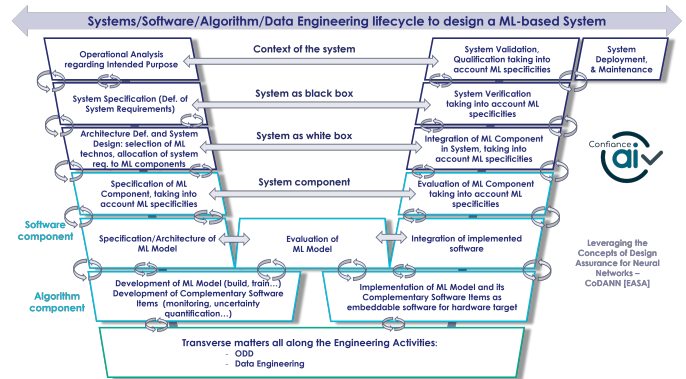 Systems/Software/Algorithm/Data Engineering lifecycle to design a ML-based System
Operational Analysis
regarding Intended Purpose
Context of the system
System Validation,
Qualification taking into
account ML specificities
System
Deployment,
& Maintenance
System Specification (Def. of
System Requirements)
System as black box
System Verification
taking into account ML
specificities
Architecture Def. and System
Design: selection of ML
technos, allocation of system
req. to ML components
System as white box
Integration of ML Component
in System, taking into
account ML specificities
Confiance
ai
Specification of ML
Component, taking into
account ML specificities
System component
Evaluation of ML Component
taking into account ML
specificities
Software
component
Specification/Architecture of
ML Model
Evaluation of
ML Model
Integration of implemented
software
Leveraging the
Concepts of Design
Assurance for Neural
Networks –
CoDANN [EASA]
Algorithm
component
Development of ML Model (build, train…)
Development of Complementary Software
Items (monitoring, uncertainty
quantification…)
Implementation of ML Model and its
Complementary Software Items as
embeddable software for hardware target
Transverse matters all along the Engineering Activities:
- ODD
- Data Engineering